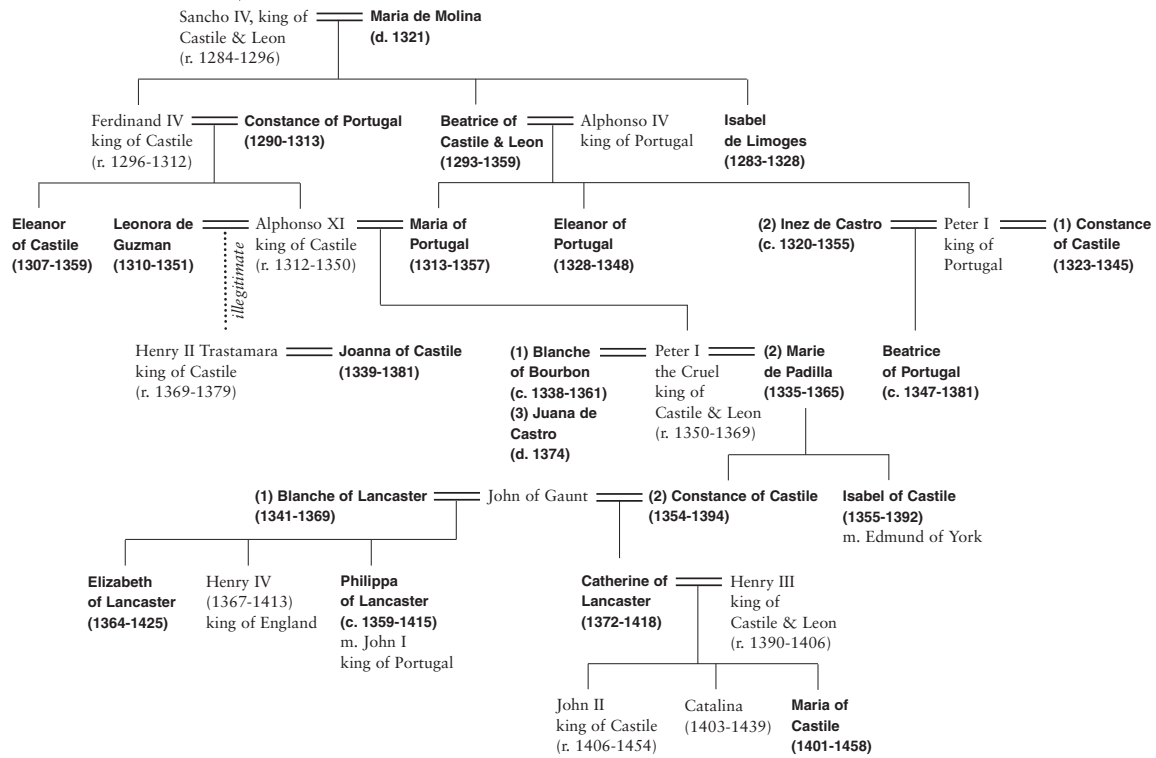 Sancho IV, king of
Castile & Leon
(r. 1284-1296)
Maria de Molina
(d. 1321)
Ferdinand IV
king of Castile
(r. 1296-1312)
Constance of Portugal
(1290-1313)
Beatrice of
Castile & Leon
(1293-1359)
Alphonso IV
king of Portugal
Isabel
de Limoges
(1283-1328)
Eleanor
of Castile
(1307-1359)
Leonora de
Guzman
(1310-1351)
illegitimate
Alphonso XI
king of Castile
(r. 1312-1350)
Maria of
Portugal
(1313-1357)
Eleanor of
Portugal
(1328-1348)
(2) Inez de Castro
(c. 1320-1355)
Peter I
king of
Portugal
(1) Constance
of Castile
(1323-1345)
Henry II Trastamara
king of Castile
(r. 1369-1379)
Joanna of Castile
(1339-1381)
(1) Blanche
of Bourbon
(c. 1338-1361)
(3) Juana de
Castro
(d. 1374)
Peter I
the Cruel
king of
Castile & Leon
(r. 1350-1369)
(2) Marie
de Padilla
(1335-1365)
Beatrice
of Portugal
(c. 1347-1381)
(1) Blanche of Lancaster
(1341-1369)
John of Gaunt
(2) Constance of Castile
(1354-1394)
Isabel of Castile
(1355-1392)
m. Edmund of York
Elizabeth
of Lancaster
(1364-1425)
Henry IV
(1367-1413)
king of England
Philippa
of Lancaster
(c. 1359-1415)
m. John I
king of Portugal
Catherine of
Lancaster
(1372-1418)
Henry III
king of
Castile & Leon
(r. 1390-1406)
John II
king of Castile
(r. 1406-1454)
Catalina
(1403-1439)
Maria of
Castile
(1401-1458)